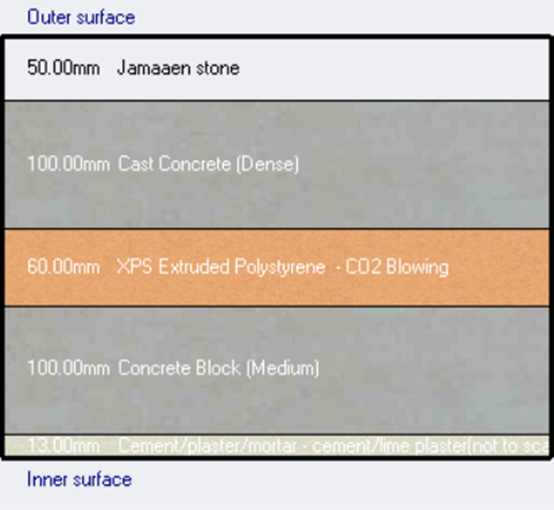 Outer surface
50.00mm Jamaaen stone
100.00mm Cast Concrete (Dense)
60.00mm XPS Extruded Polystyrene - CO2 Blowing
100.00mm Concrete Block (Medium)
13.00mm Cement/plaster/mortar - cement/lime plaster(not to sca
Inner surface